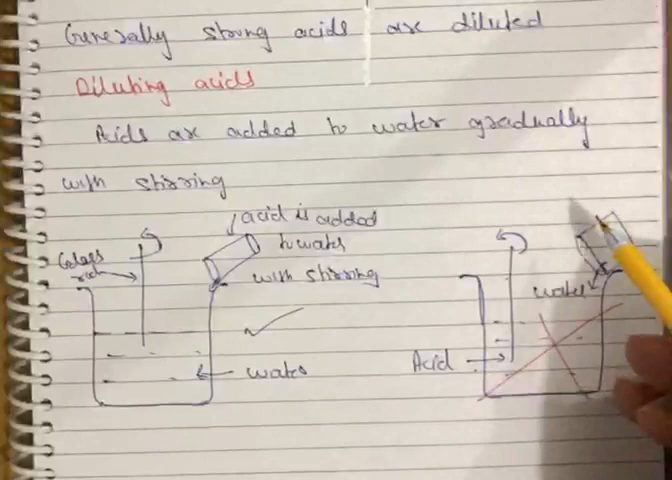 Generally strong acids are diluted
Diluting acids
Acids are added to water gradually
with stirring
acid is added
to water
with stirring
Glass
rod
water
water
Acid